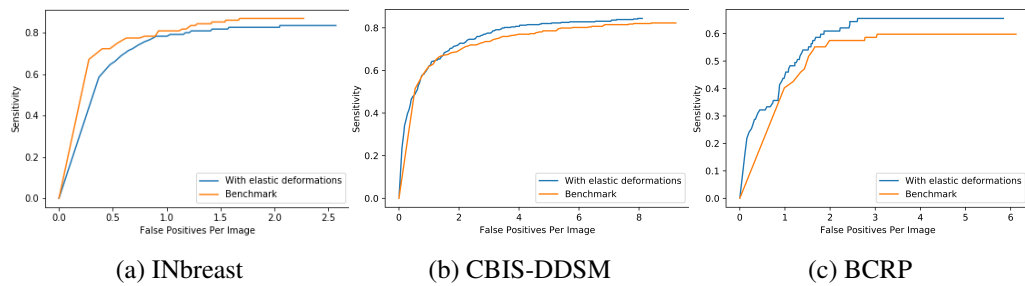 Sensitivity
0.8
0.6
0.4
0.2
0.0
With elastic deformations
Benchmark
0.0 0.5 1.0 1.5 2.0 2.5
False Positives Per Image
(a) INbreast
Sensitivity
0.8
0.6
0.4
0.2
0.0
With elastic deformations
Benchmark
0 2 4 6 8
False Positives Per Image
(b) CBIS-DDSM
Sensitivity
0.6
0.5
0.4
0.3
0.2
0.1
0.0
With elastic deformations
Benchmark
0 1 2 3 4 5 6
False Positives Per Image
(c) BCRP